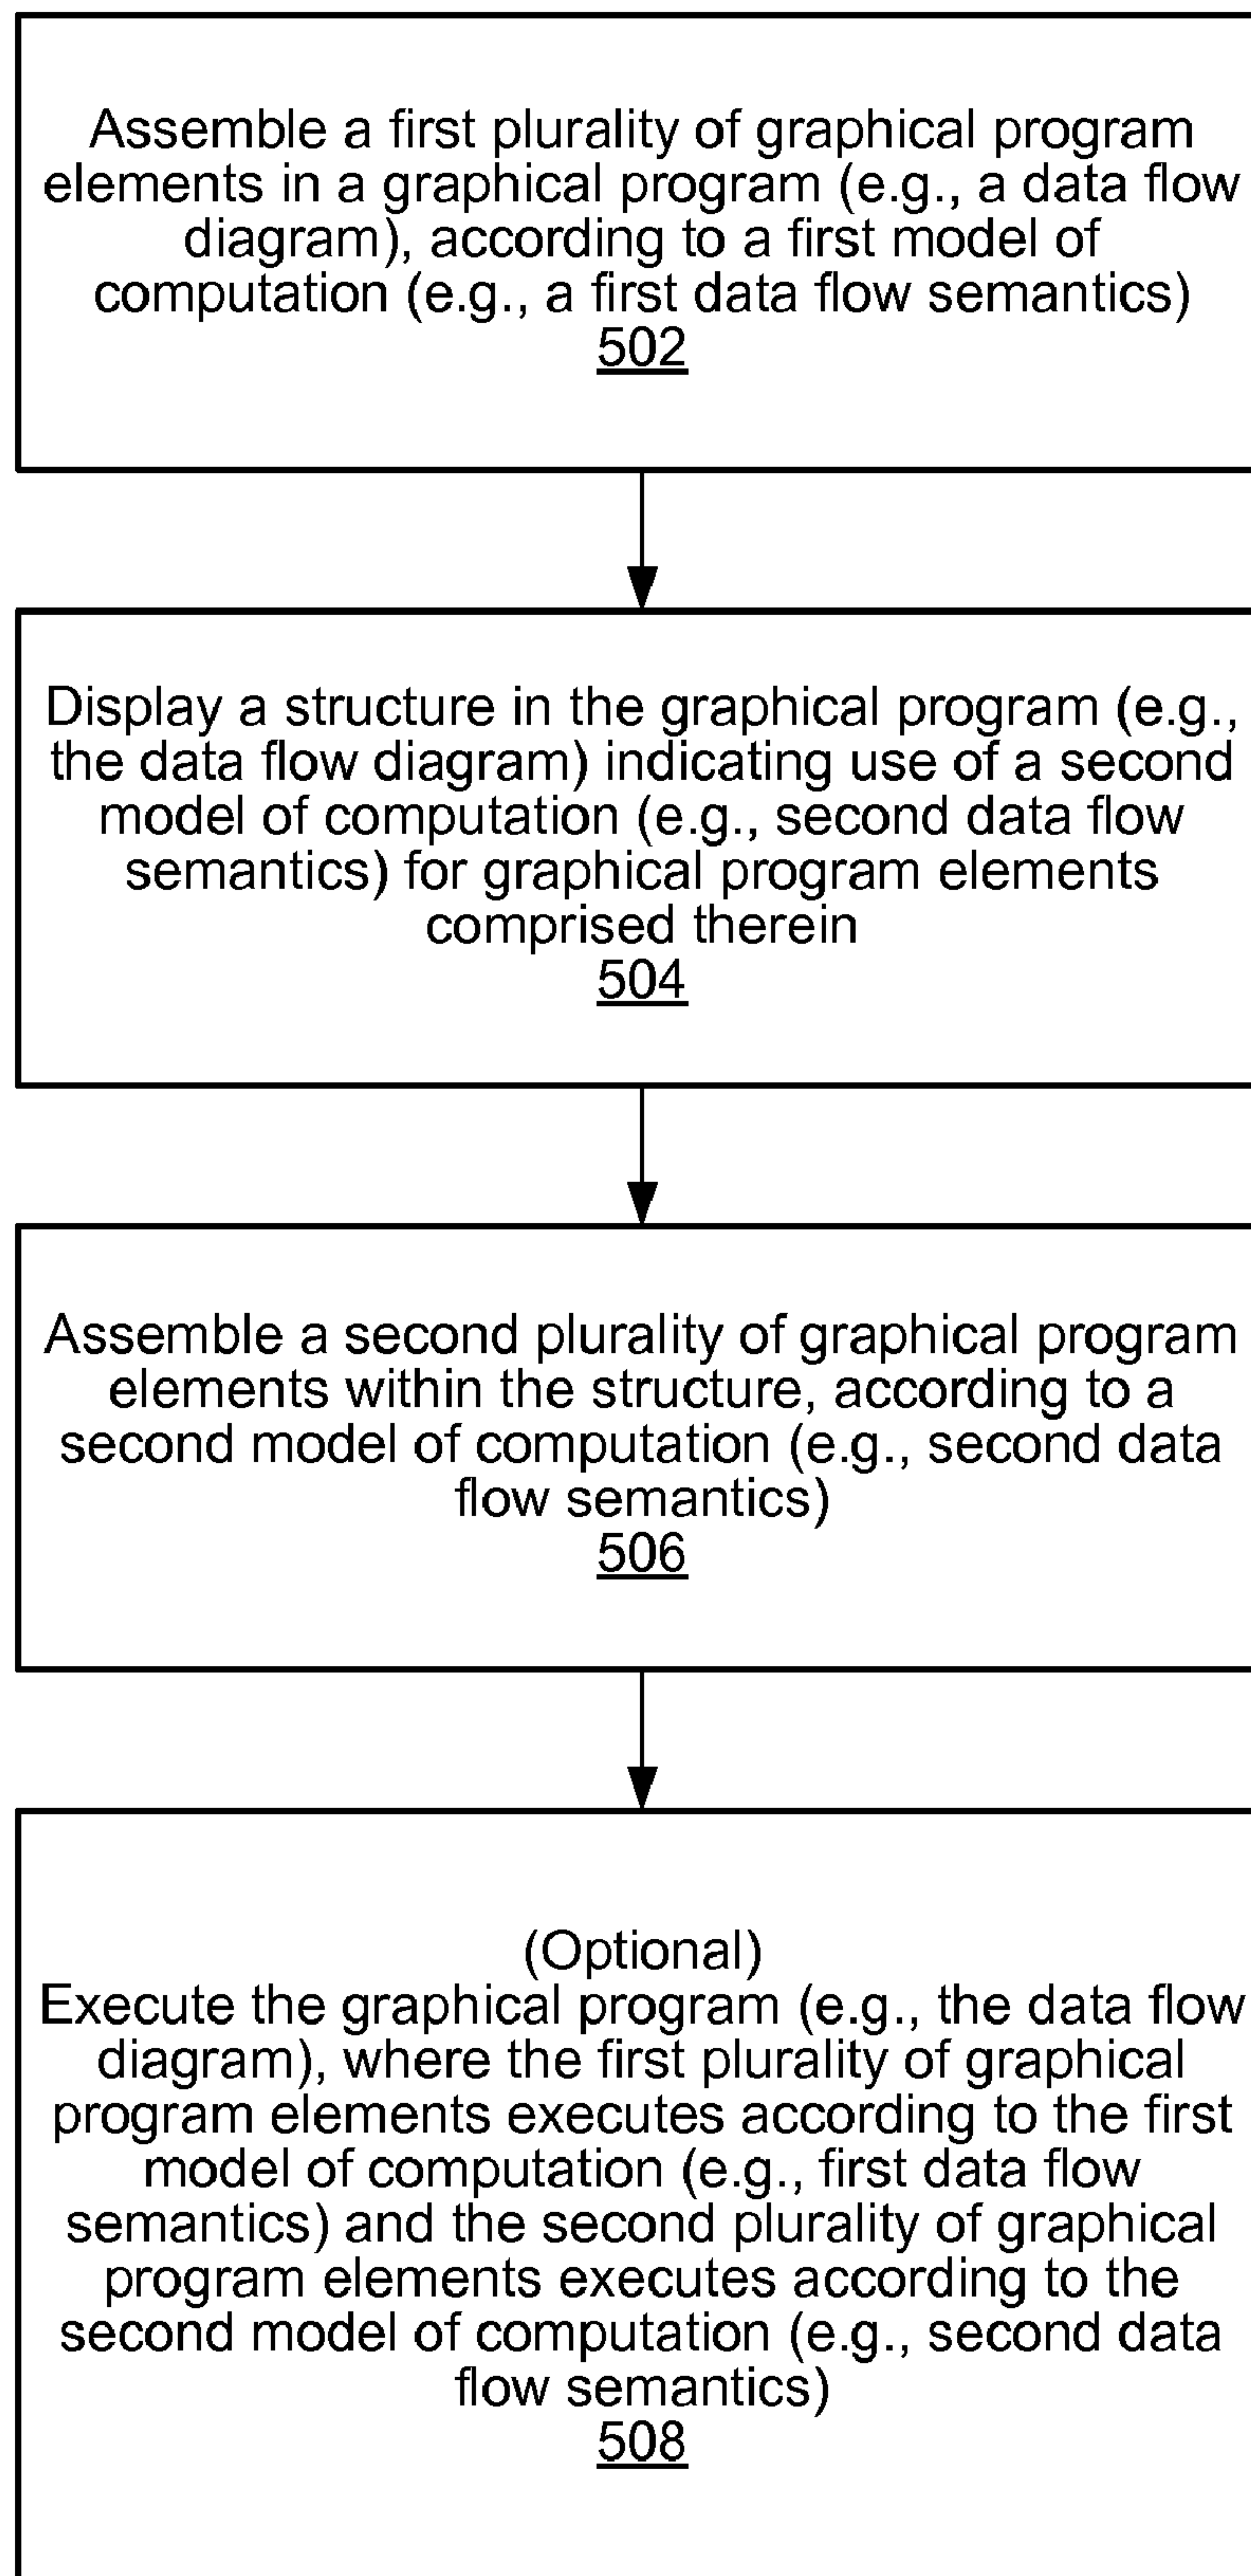 Assemble a first plurality of graphical program
elements in a graphical program (e.g., a data flow
diagram), according to a first model of
computation (e.g., a first data flow semantics)
502
Display a structure in the graphical program (e.g.,
the data flow diagram) indicating use of a second
model of computation (e.g., second data flow
semantics) for graphical program elements
comprised therein
504
Assemble a second plurality of graphical program
elements within the structure, according to a
second model of computation (e.g., second data
flow semantics)
506
(Optional)
Execute the graphical program (e.g., the data flow
diagram), where the first plurality of graphical
program elements executes according to the first
model of computation (e.g., first data flow
semantics) and the second plurality of graphical
program elements executes according to the
second model of computation (e.g., second data
flow semantics)
508